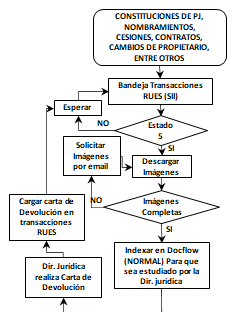 CONSTITUCIONES DE PJ,
NOMBRAMIENTOS,
CESIONES, CONTRATOS,
CAMBIOS DE PROPIETARIO,
ENTRE OTROS
Bandeja Transacciones
RUES (SII)
Esperar
NO
Estado
5
SI
Solicitar
Imágenes
por email
Descargar
Imágenes
Imágenes
Completas
NO
SI
Cargar carta de
Devolución en
transacciones
RUES
Dir. Jurídica
realiza Carta de
Devolución
Indexar en Docflow
(NORMAL) Para que
sea estudiado por la
Dir. jurídica